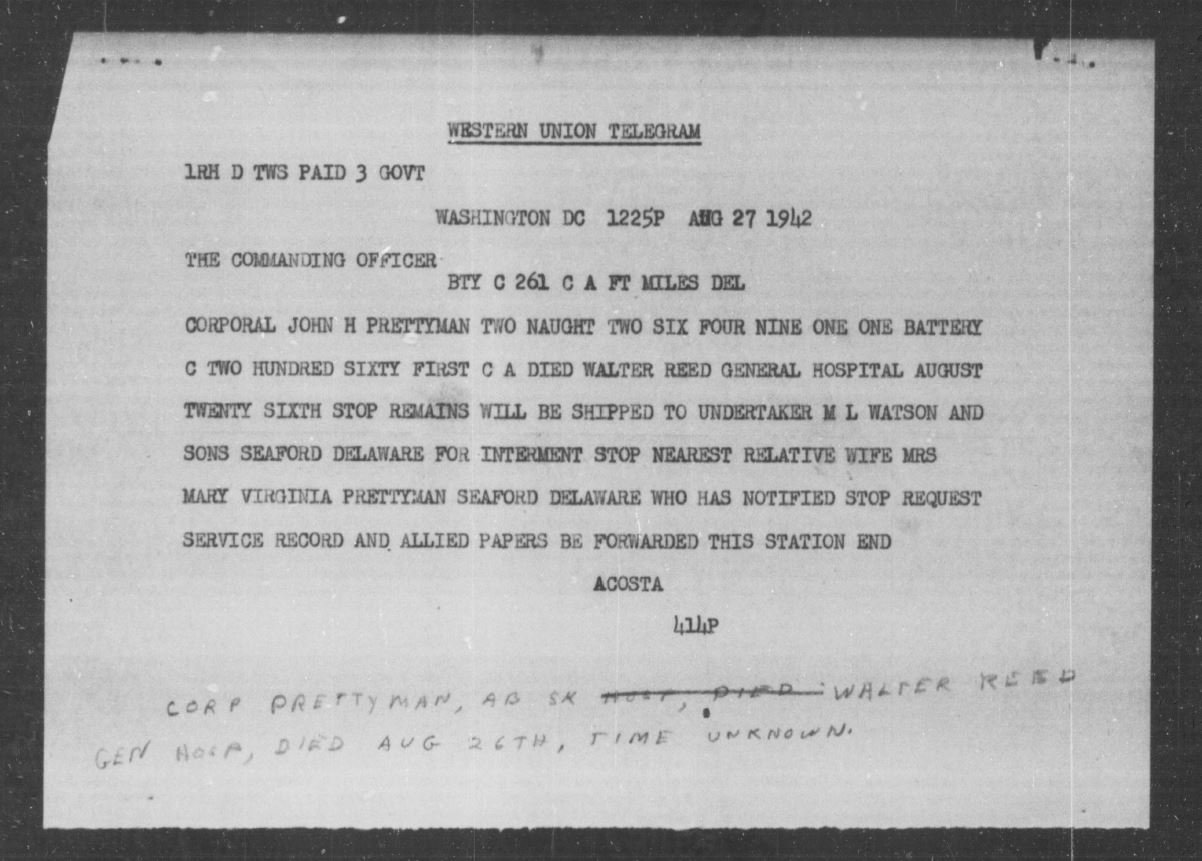 WESTERN UNION TELEGRAM
1RH D TWS PAID 3 GOVT
WASHINGTON DC 1225P AUG 27 1942
THE COMMANDING OFFICER
BTY C 261 C A FT MILES DEL
CORPORAL JOHN H PRETTYMAN TWO NAUGHT TWO SIX FOUR NINE ONE ONE BATTERY
C TWO HUNDRED SIXTY FIRST C A DIED WALTER REED GENERAL HOSPITAL AUGUST
TWENTY SIXTH STOP REMAINS WILL BE SHIPPED TO UNDERTAKER M L WATSON AND
SONS SEAFORD DELAWARE FOR INTERMENT STOP NEAREST RELATIVE WIFE MRS
MARY VIRGINIA PRETTYMAN SEAFORD DELAWARE WHO HAS NOTIFIED STOP REQUEST
SERVICE RECORD AND ALLIED PAPERS BE FORWARDED THIS STATION END
ACOSTA
414P
CORP PRETTYMAN, AB SK HOSP, DIED WALTER REED
GEN HOSP, DIED AUG 26TH, TIME UNKNOWN.